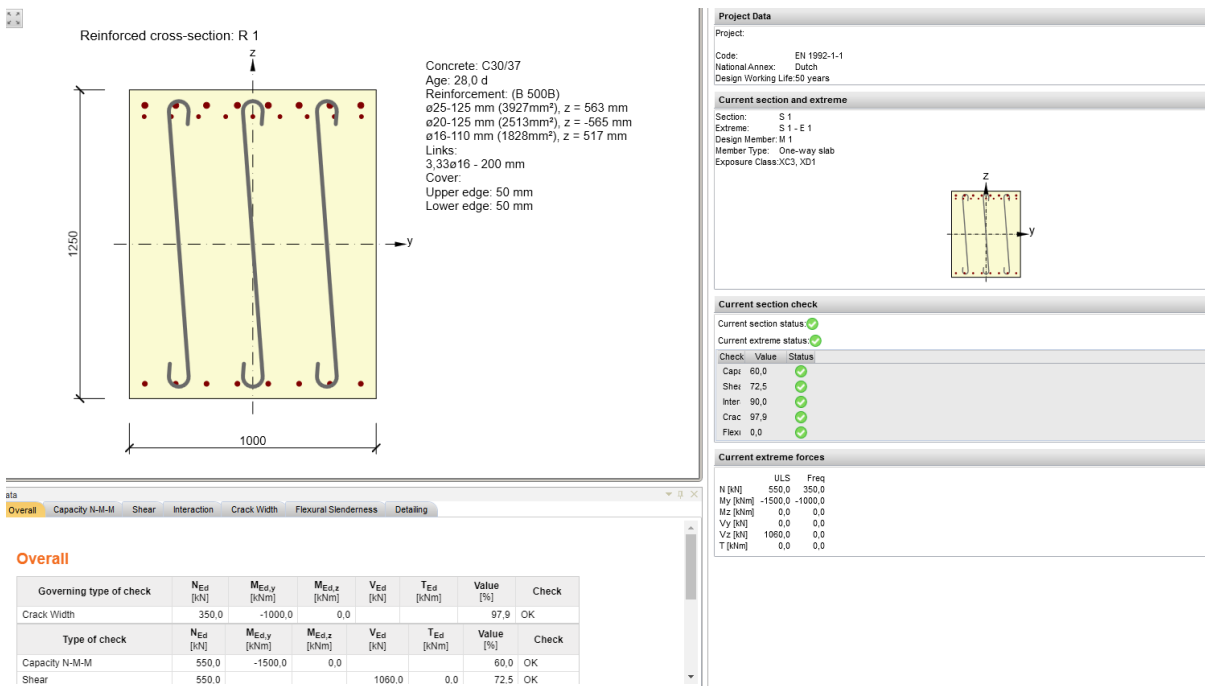 Reinforced cross-section: R 1
z
y
1250
1000
Concrete: C30/37
Age: 28,0 d
Reinforcement: (B 500B)
ø25-125 mm (3927mm²), z = 563 mm
ø20-125 mm (2513mm²), z = -565 mm
ø16-110 mm (1828mm²), z = 517 mm
Links:
3,33ø16 - 200 mm
Cover:
Upper edge: 50 mm
Lower edge: 50 mm
ata
Overall Capacity N-M-M Shear Interaction Crack Width Flexural Slenderness Detailing
Overall
Governing type of check NEd [kN] MEd,y [kNm] MEd,z [kNm] VEd [kN] TEd [kNm] Value [%] Check
Crack Width 350,0 -1000,0 0,0 97,9 OK
Type of check NEd [kN] MEd,y [kNm] MEd,z [kNm] VEd [kN] TEd [kNm] Value [%] Check
Capacity N-M-M 550,0 -1500,0 0,0 60,0 OK
Shear 550,0 1060,0 0,0 72,5 OK
Project Data
Project:
Code: EN 1992-1-1
National Annex: Dutch
Design Working Life:50 years
Current section and extreme
Section: S 1
Extreme: S 1 - E 1
Design Member: M 1
Member Type: One-way slab
Exposure Class:XC3, XD1
z
y
Current section check
Current section status:
Current extreme status:
Check Value Status
Capa 60,0
Shea 72,5
Inter 90,0
Crac 97,9
Flexu 0,0
Current extreme forces
ULS Freq
N [kN] 550,0 350,0
My [kNm] -1500,0 -1000,0
Mz [kNm] 0,0 0,0
Vy [kN] 0,0 0,0
Vz [kN] 1060,0 0,0
T [kNm] 0,0 0,0